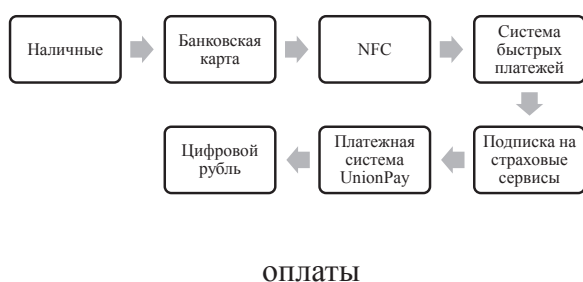 Наличные
Банковская
карта
NFC
Система
быстрых
платежей
Подписка на
страховые
сервисы
Платежная
система
UnionPay
Цифровой
рубль
оплаты